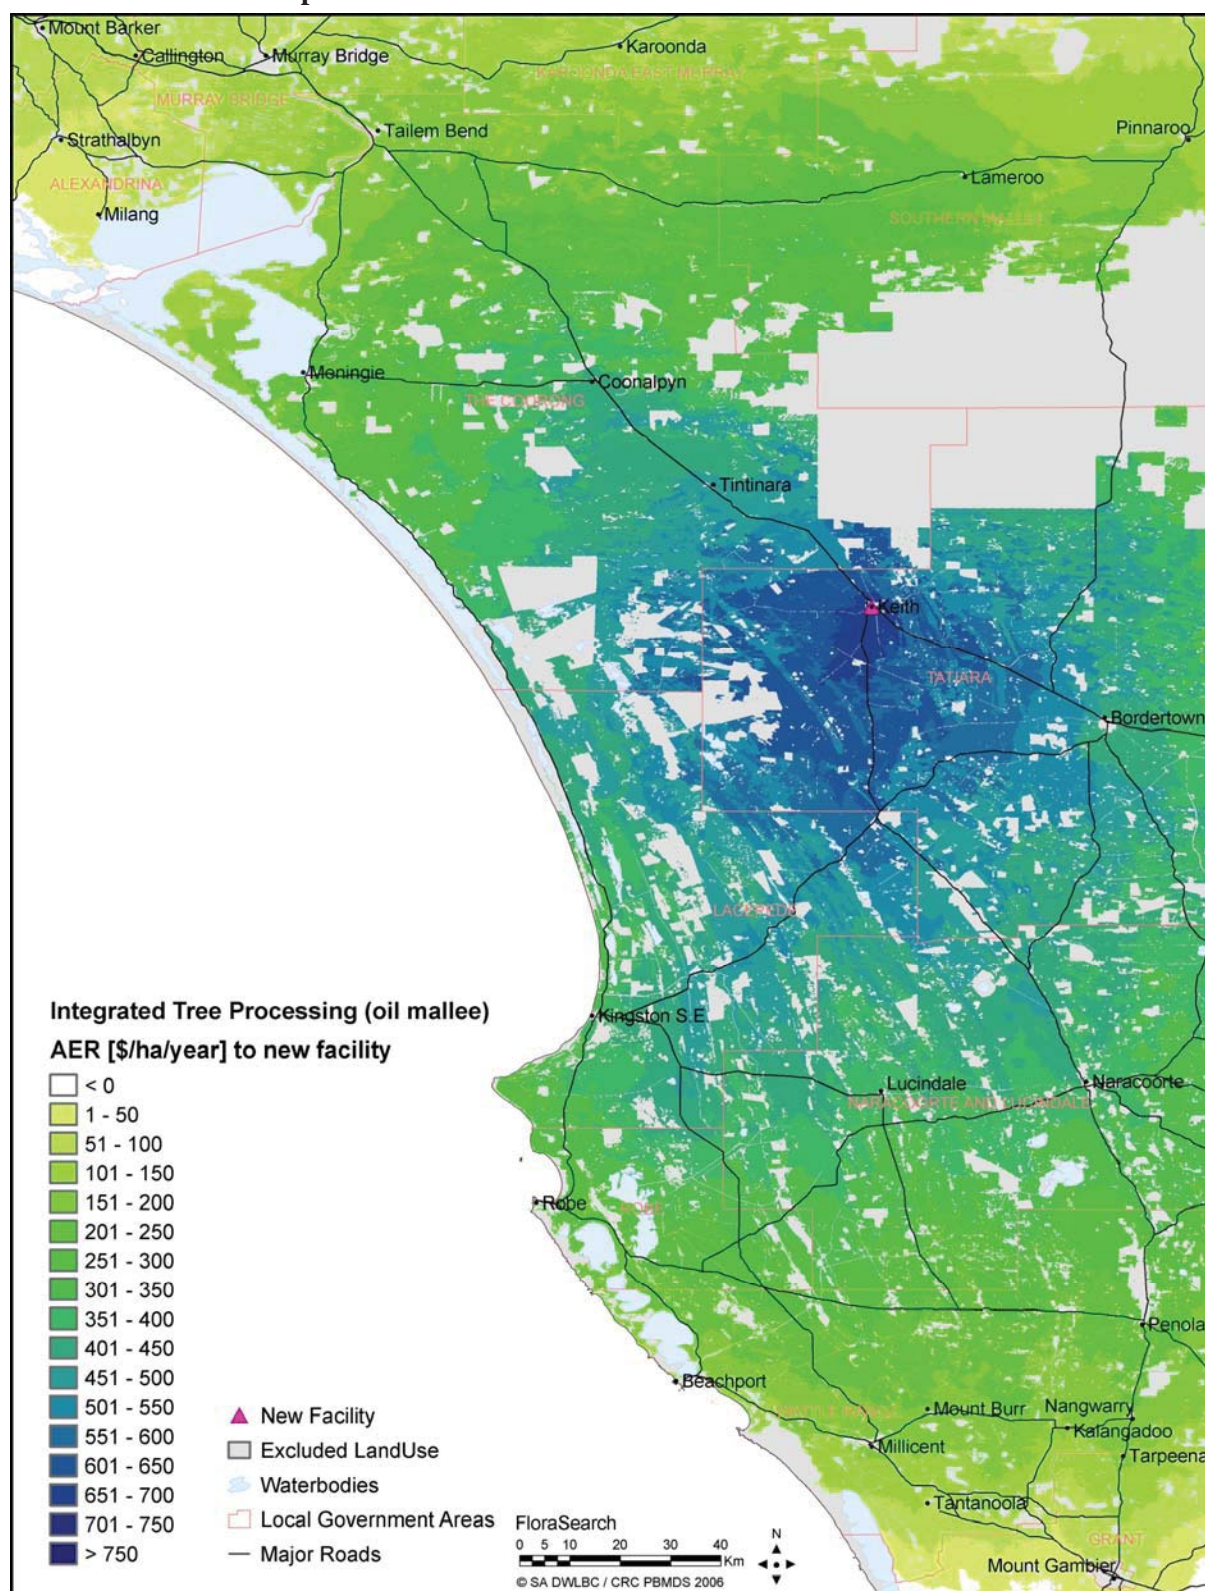 Mount Barker
Karoonda
Callington
Murray Bridge
KAROONDA EAST MURRAY
MURRAY BRIDGE
Tailem Bend
Pinnaroo
Strathalbyn
Lameroo
ALEXANDRINA
Milang
SOUTHERN MALLEE
Meningie
Coonalpyn
THE COORONG
Tintinara
Keith
TATIARA
Bordertown
LACEPEDE
Kingston S.E
Lucindale
Naracoorte
NARACOORTE AND LUCINDALE
Robe
ROBE
Penola
Beachport
WATTLE RANGE
Mount Burr
Nangwarry
Kalangadoo
Millicent
Tarpeena
Tantanoola
GRANT
Mount Gambier
Integrated Tree Processing (oil mallee)
AER [$/ha/year] to new facility
< 0
1 - 50
51 - 100
101 - 150
151 - 200
201 - 250
251 - 300
301 - 350
351 - 400
401 - 450
451 - 500
501 - 550
551 - 600
601 - 650
651 - 700
701 - 750
> 750
New Facility
Excluded LandUse
Waterbodies
Local Government Areas
Major Roads
FloraSearch
0 5 10 20 30 40
Km
N
© SA DWLBC / CRC PBMDS 2006